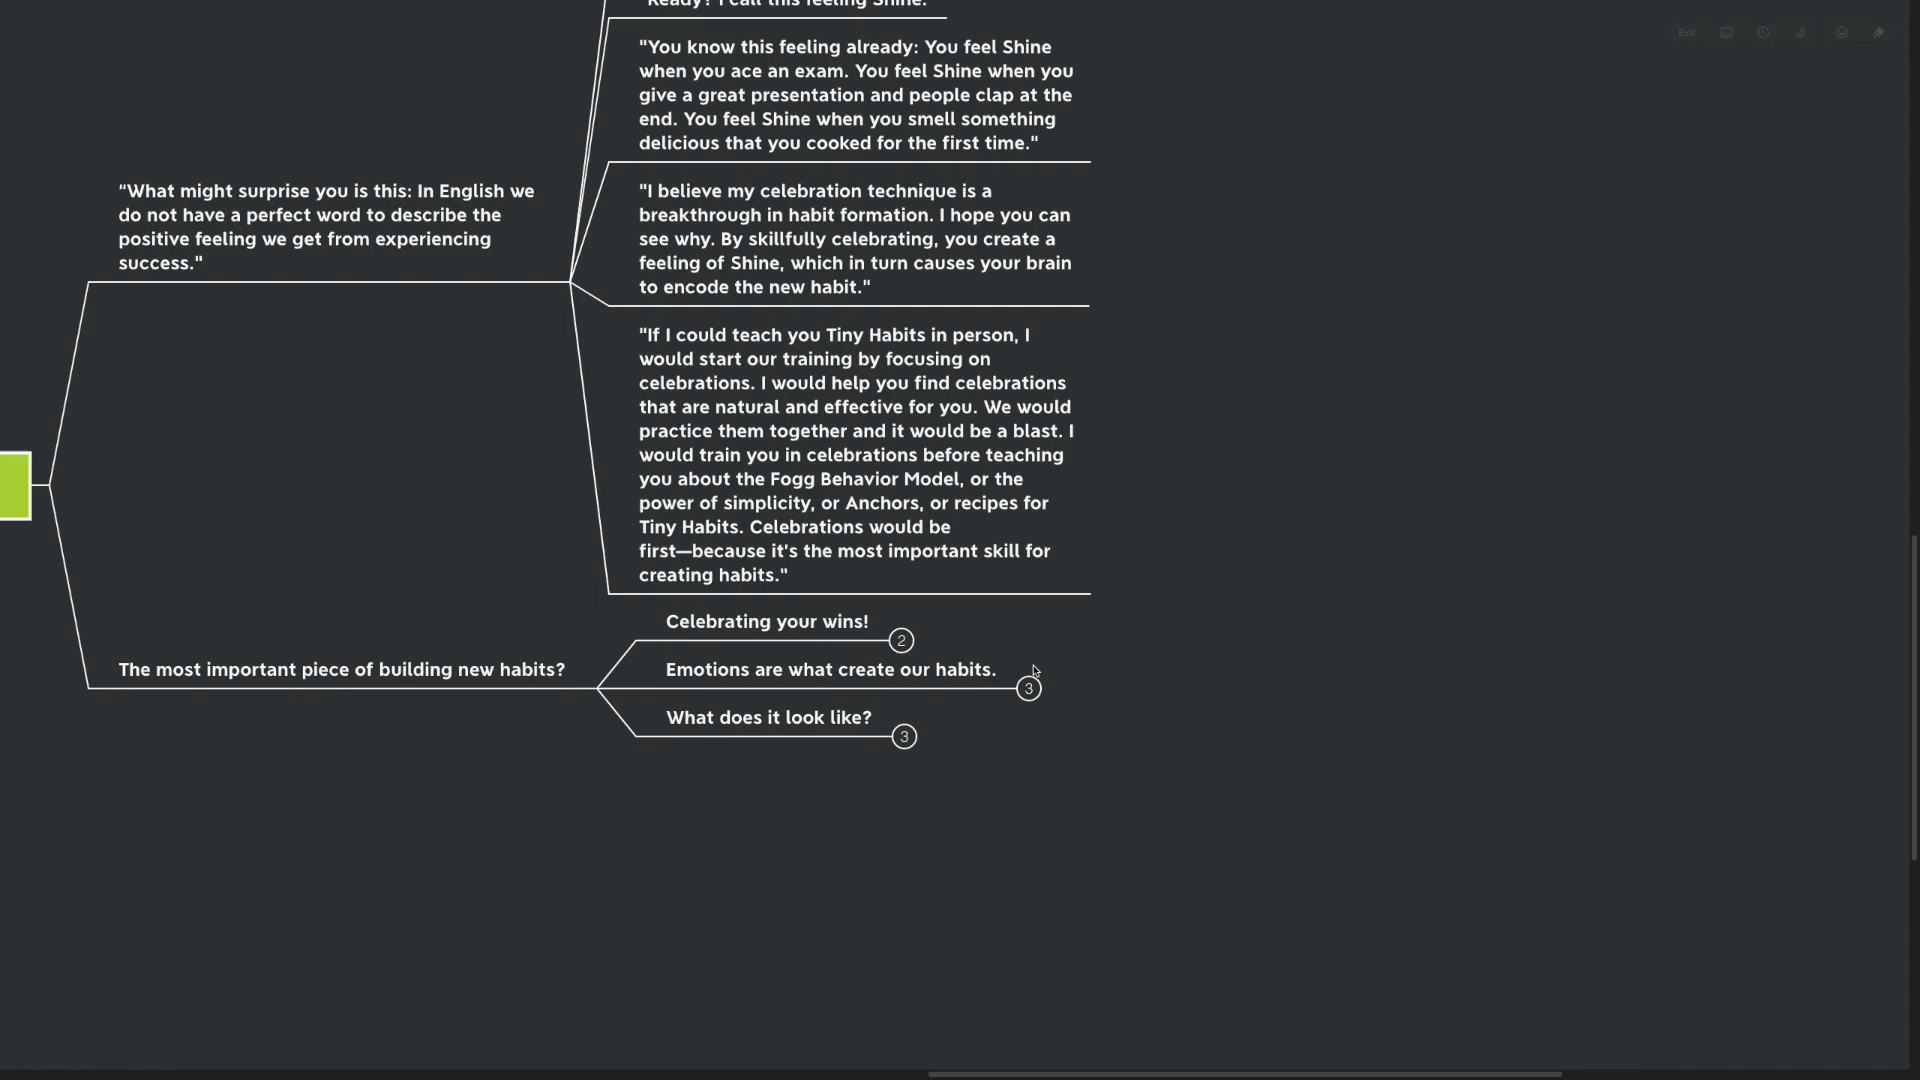 "Ready? I call this feeling Shine."
"You know this feeling already: You feel Shine
when you ace an exam. You feel Shine when you
give a great presentation and people clap at the
end. You feel Shine when you smell something
delicious that you cooked for the first time."
"What might surprise you is this: In English we
do not have a perfect word to describe the
positive feeling we get from experiencing
success."
"I believe my celebration technique is a
breakthrough in habit formation. I hope you can
see why. By skillfully celebrating, you create a
feeling of Shine, which in turn causes your brain
to encode the new habit."
"If I could teach you Tiny Habits in person, I
would start our training by focusing on
celebrations. I would help you find celebrations
that are natural and effective for you. We would
practice them together and it would be a blast. I
would train you in celebrations before teaching
you about the Fogg Behavior Model, or the
power of simplicity, or Anchors, or recipes for
Tiny Habits. Celebrations would be
first—because it's the most important skill for
creating habits."
The most important piece of building new habits?
Celebrating your wins!
2
Emotions are what create our habits.
3
What does it look like?
3
Exit